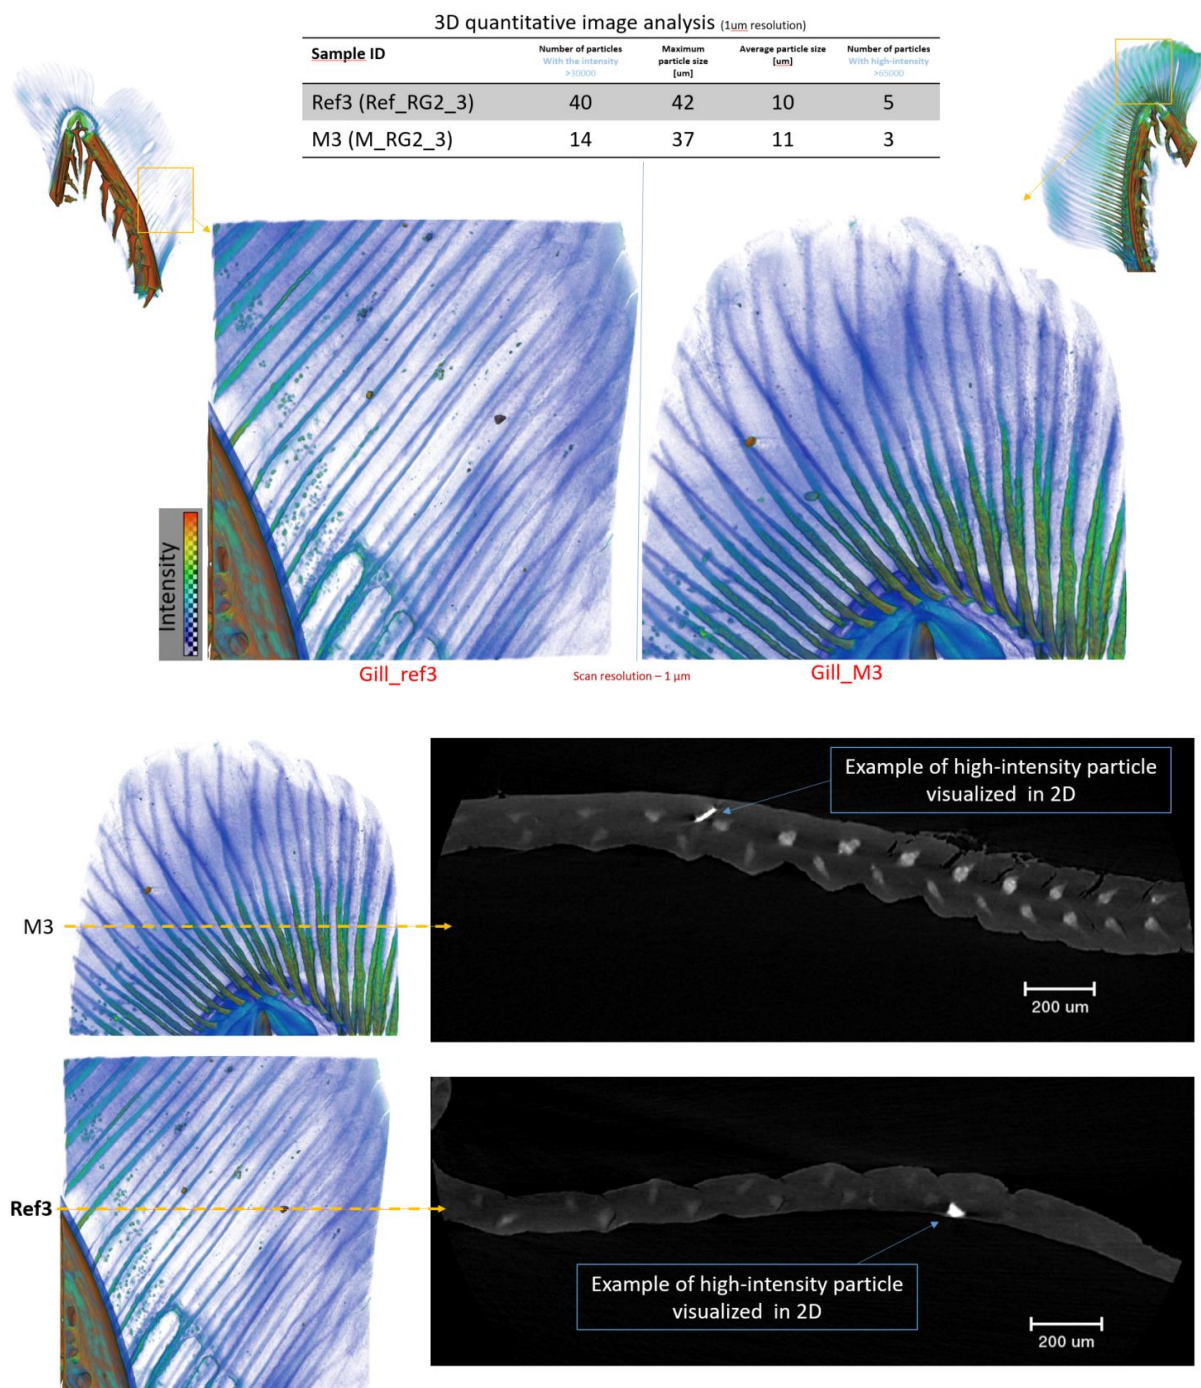 3D quantitative image analysis (1um resolution)
Sample ID
Number of particles
With the intensity
>30000
Maximum
particle size
[um]
Average particle size
[um]
Number of particles
With high-intensity
>65000
Ref3 (Ref_RG2_3) 40 42 10 5
M3 (M_RG2_3) 14 37 11 3
Intensity
Gill_ref3
Scan resolution – 1 μm
Gill_M3
Example of high-intensity particle
visualized in 2D
M3
200 um
Ref3
Example of high-intensity particle
visualized in 2D
200 um